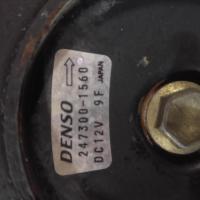 DENSO
247300-1560
DC12V 9F JAPAN